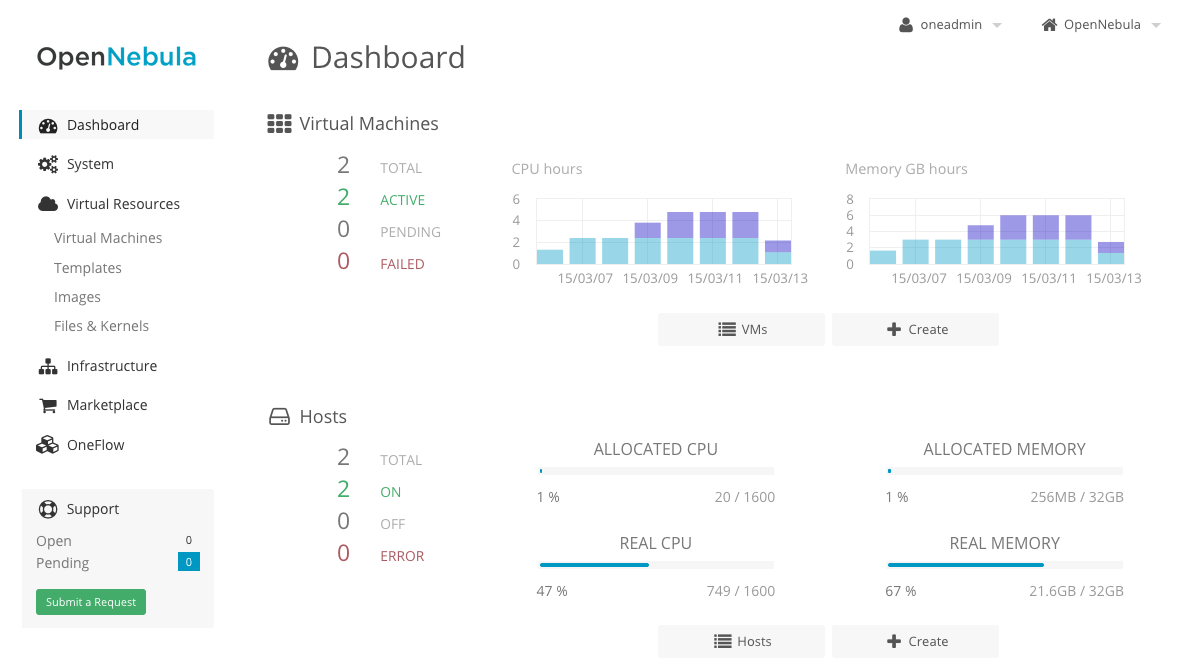 oneadmin
OpenNebula
OpenNebula
Dashboard
Dashboard
System
Virtual Resources
Virtual Machines
Templates
Images
Files & Kernels
Infrastructure
Marketplace
OneFlow
Support
Open 0
Pending 0
Submit a Request
Virtual Machines
2 TOTAL
2 ACTIVE
0 PENDING
0 FAILED
CPU hours
6
4
2
0
15/03/07 15/03/09 15/03/11 15/03/13
Memory GB hours
8
6
4
2
0
15/03/07 15/03/09 15/03/11 15/03/13
VMs
Create
Hosts
2 TOTAL
2 ON
0 OFF
0 ERROR
ALLOCATED CPU
1 % 20 / 1600
ALLOCATED MEMORY
1 % 256MB / 32GB
REAL CPU
47 % 749 / 1600
REAL MEMORY
67 % 21.6GB / 32GB
Hosts
Create